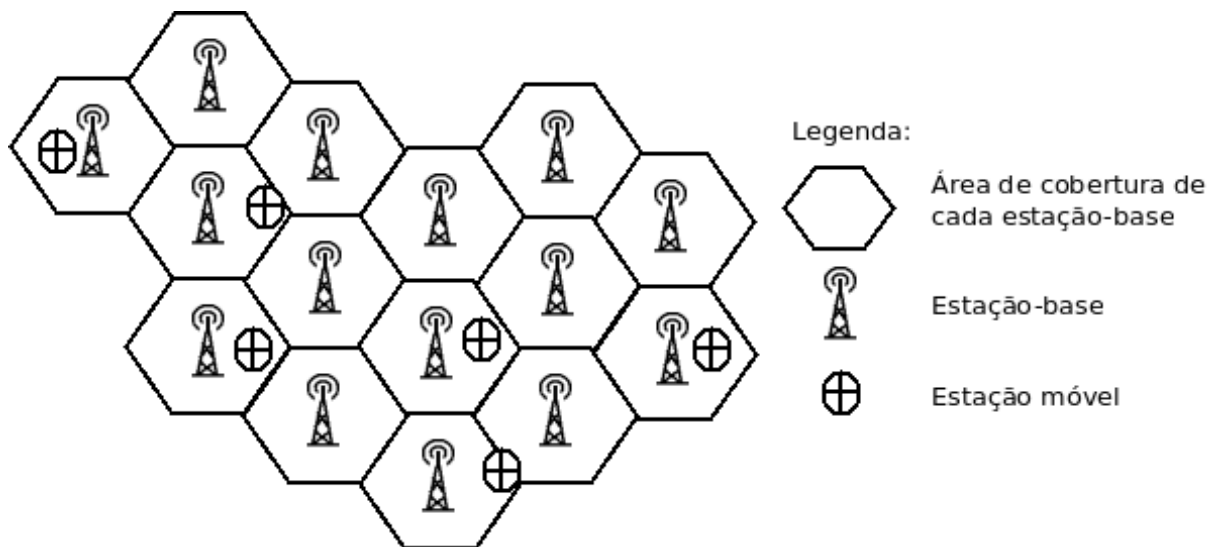 Legenda:
Área de cobertura de
cada estação-base
Estação-base
Estação móvel